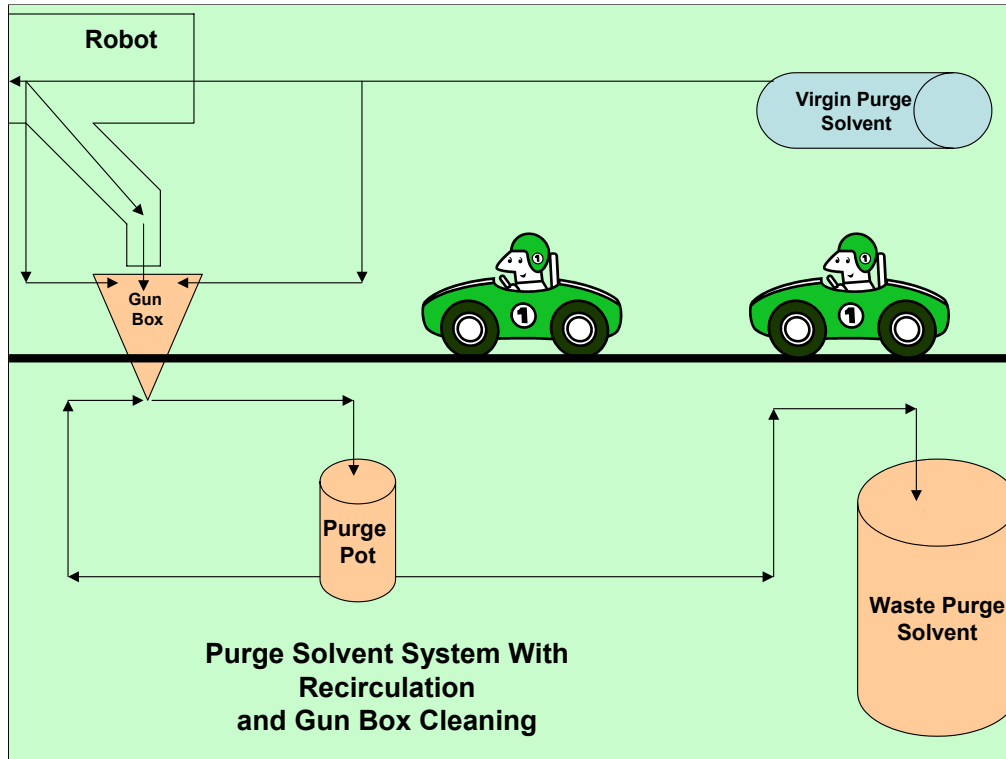 Robot
Virgin Purge
Solvent
1
1
Gun
Box
1
1
Purge
Pot
Waste Purge
Solvent
Purge Solvent System With
Recirculation
and Gun Box Cleaning